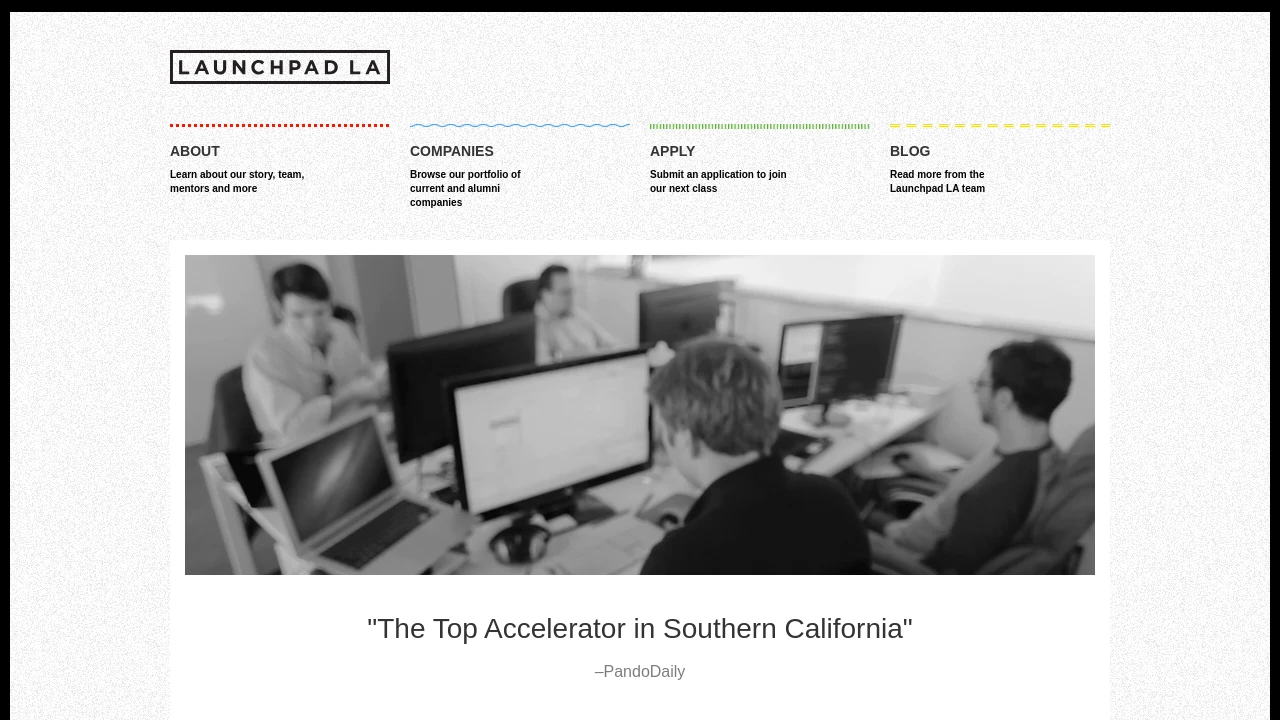 LAUNCHPAD LA
ABOUT
Learn about our story, team,
mentors and more
COMPANIES
Browse our portfolio of
current and alumni
companies
APPLY
Submit an application to join
our next class
BLOG
Read more from the
Launchpad LA team
"The Top Accelerator in Southern California"
–PandoDaily